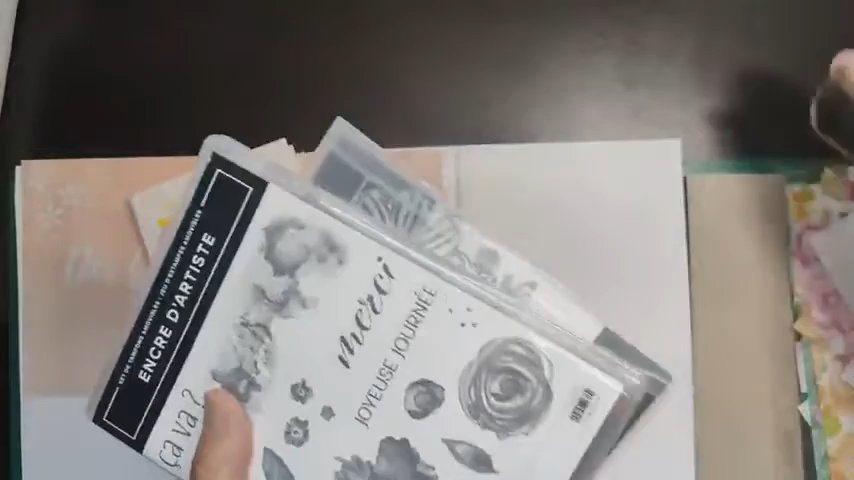 ENCRE D'ARTISTE
merci
JOYEUSE JOURNÉE
ça va ?